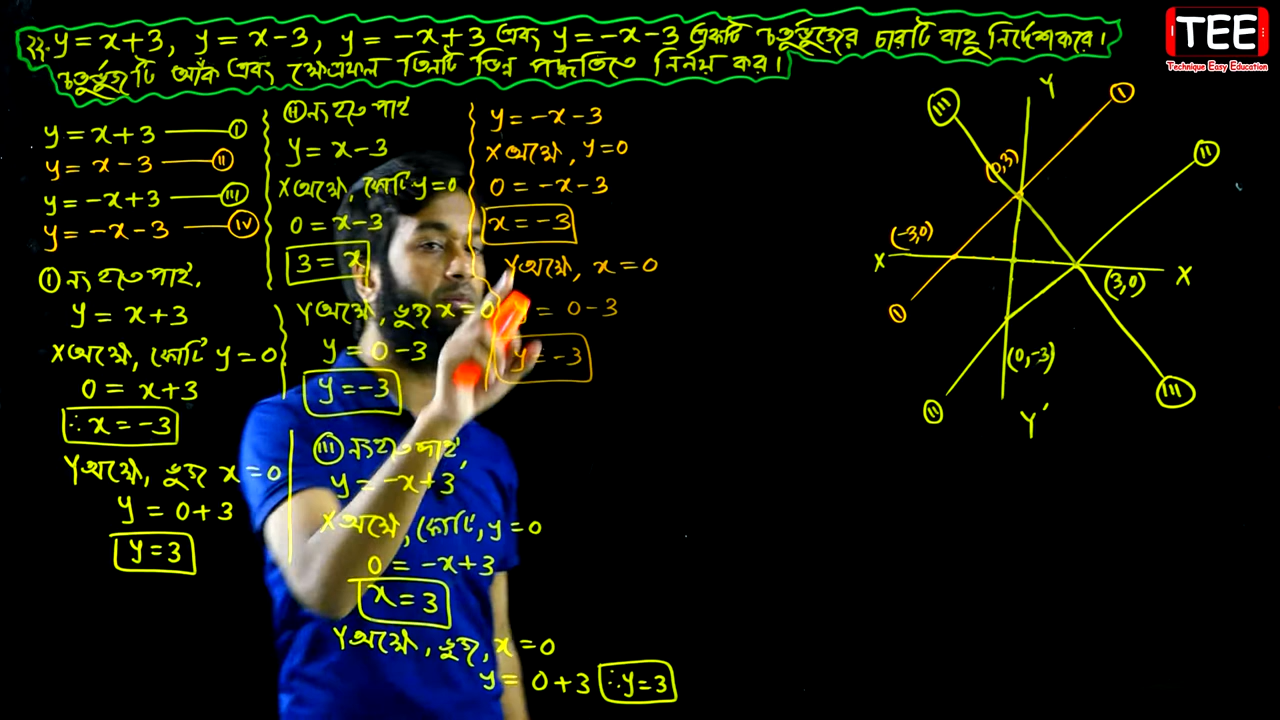 ২২. y = x+3, y = x-3, y = -x+3 এবং y = -x-3 একটি চতুর্ভুজের চারটি বাহু নির্দেশ করে।
চতুর্ভুজটি আঁক এবং ক্ষেত্রফল তিনটি ভিন্ন পদ্ধতিতে নির্ণয় কর।
TEE
Technique Easy Education
y = x+3 — i
y = x-3 — ii
y = -x+3 — iii
y = -x-3 — iv
i নং হতে পাই,
y = x+3
X অক্ষে, কোটি y=0
0 = x+3
∴ x = -3
Y অক্ষে, ভুজ x=0
y = 0+3
y=3
ii নং হতে পাই
y = x-3
X অক্ষে, কোটি y=0
0 = x-3
3 = x
Y অক্ষে, ভুজ x=0
y = 0-3
y = -3
iii নং হতে পাই,
y = -x+3
X অক্ষে, কোটি, y=0
0 = -x+3
x = 3
Y অক্ষে, ভুজ, x=0
y = 0+3 ∴y=3
y = -x-3
X অক্ষে, y=0
0 = -x-3
x = -3
Y অক্ষে, x=0
= 0-3
y = -3
Y
iii
i
ii
(0,3)
(-3,0)
X
X
(3,0)
i
(0,-3)
ii
iii
Y'